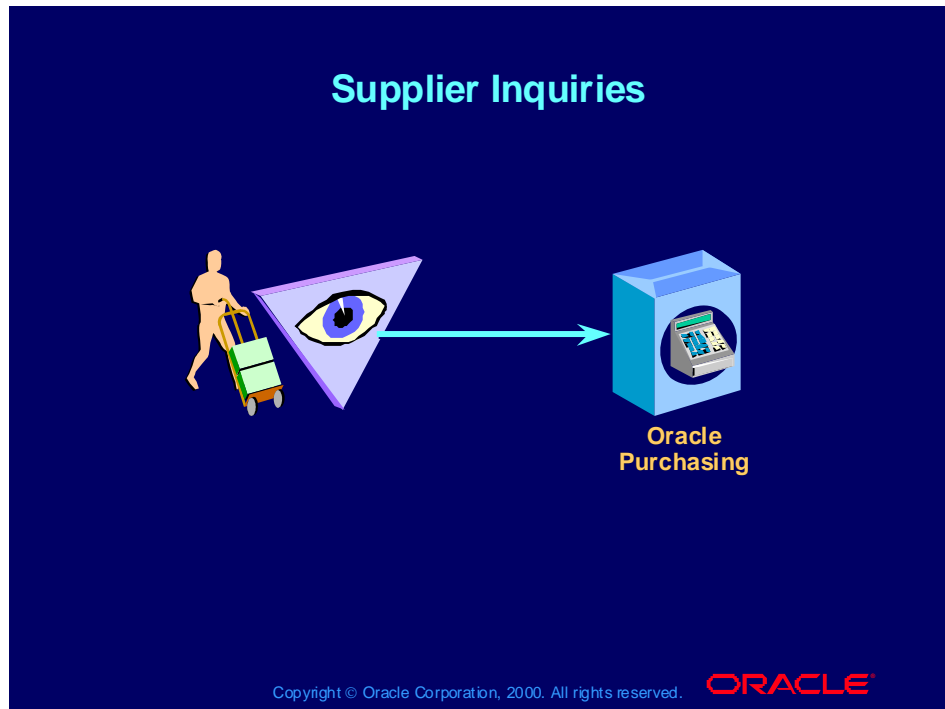 Supplier Inquiries
Oracle
Purchasing
Copyright © Oracle Corporation, 2000. All rights reserved.
ORACLE®